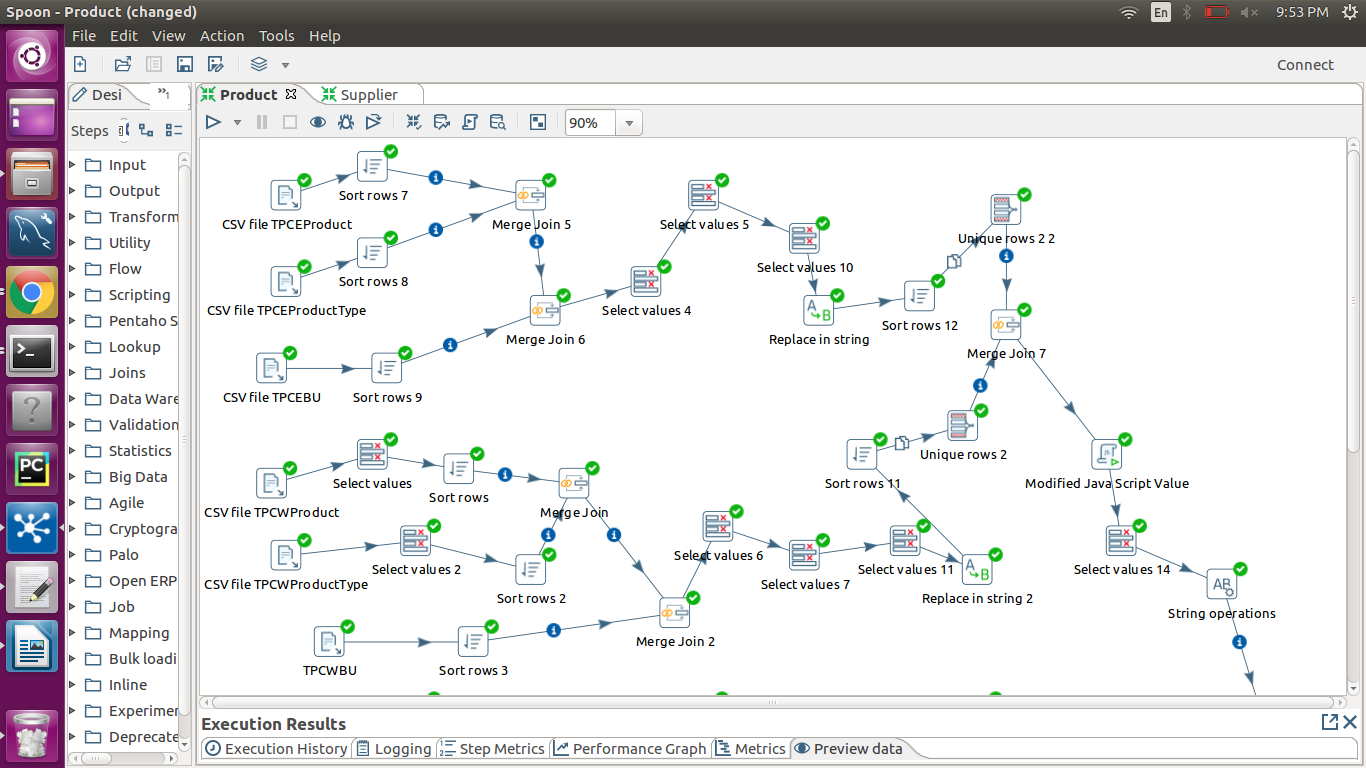 Spoon - Product (changed)
En
9:53 PM
File Edit View Action Tools Help
Connect
Desi
»1
Product
Supplier
Steps
90%
Input
Output
Transform
Utility
Flow
Scripting
Pentaho S
Lookup
Joins
Data Ware
Validation
Statistics
Big Data
Agile
Cryptogra
Palo
Open ERP
Job
Mapping
Bulk loadi
Inline
Experimen
Deprecate
Sort rows 7
CSV file TPCEProduct
Merge Join 5
Select values 5
Unique rows 2 2
Sort rows 8
Select values 10
CSV file TPCEProductType
Select values 4
Sort rows 12
Merge Join 6
Replace in string
Merge Join 7
CSV file TPCEBU
Sort rows 9
Unique rows 2
Select values
Sort rows
Sort rows 11
Modified Java Script Value
CSV file TPCWProduct
Merge Join
Select values 6
CSV file TPCWProductType
Select values 2
Select values 7
Select values 11
Select values 14
Sort rows 2
Replace in string 2
String operations
Merge Join 2
TPCWBU
Sort rows 3
A
B
A
B
AB
PC
Execution Results
Execution History
Logging
Step Metrics
Performance Graph
Metrics
Preview data